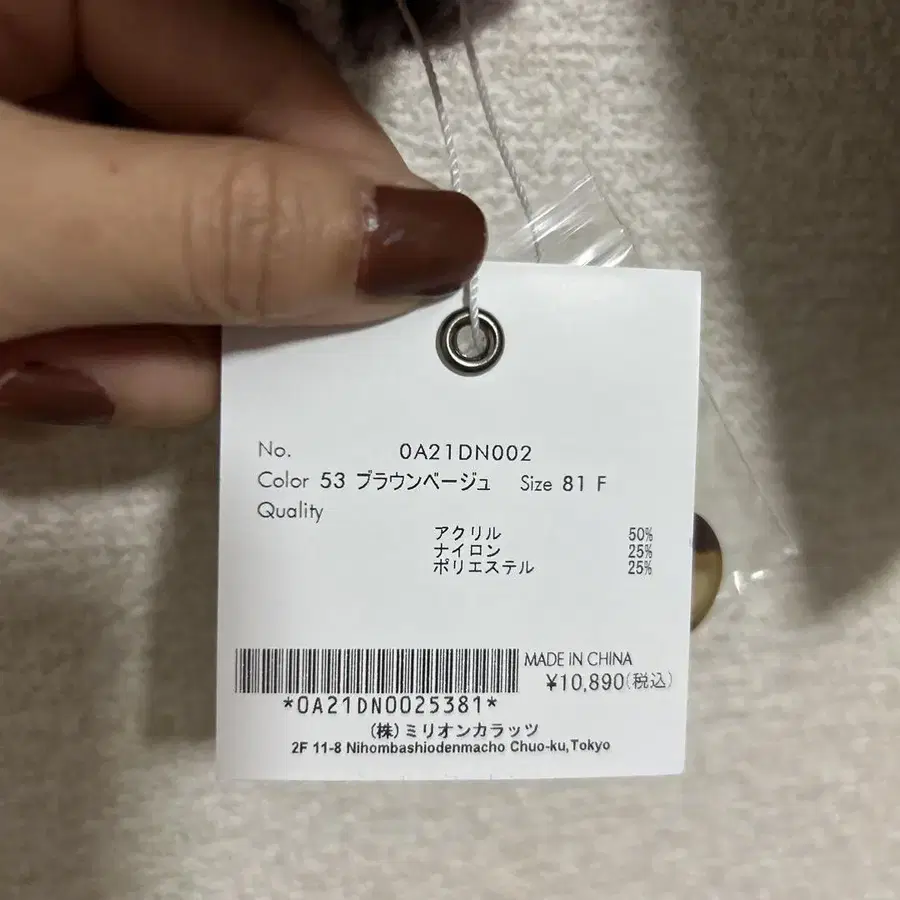 No. 0A21DN002
Color 53 ブラウンベージュ Size 81 F
Quality
アクリル 50%
ナイロン 25%
ポリエステル 25%
MADE IN CHINA
¥10,890(税込)
*0A21DN0025381*
(株)ミリオンカラッツ
2F 11-8 Nihombashiodenmacho Chuo-ku,Tokyo